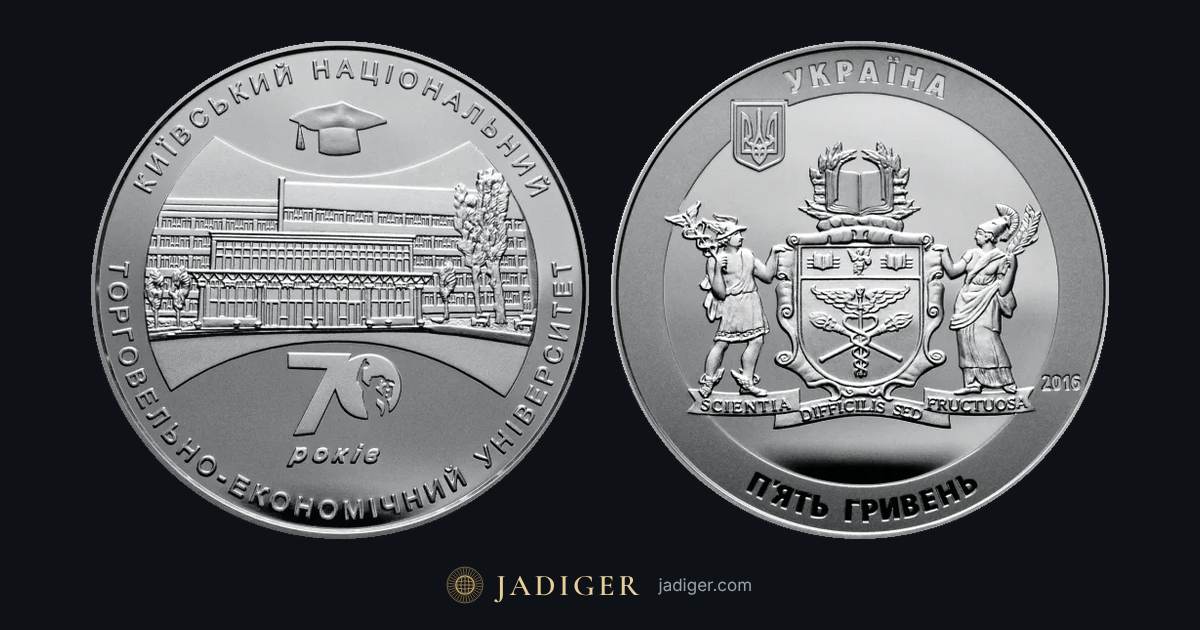 КИЇВСЬКИЙ НАЦІОНАЛЬНИЙ
ТОРГОВЕЛЬНО-ЕКОНОМІЧНИЙ УНІВЕРСИТЕТ
70
років
УКРАЇНА
2016
SCIENTIA DIFFICILIS SED FRUCTUOSA
П'ЯТЬ ГРИВЕНЬ
JADIGER jadiger.com